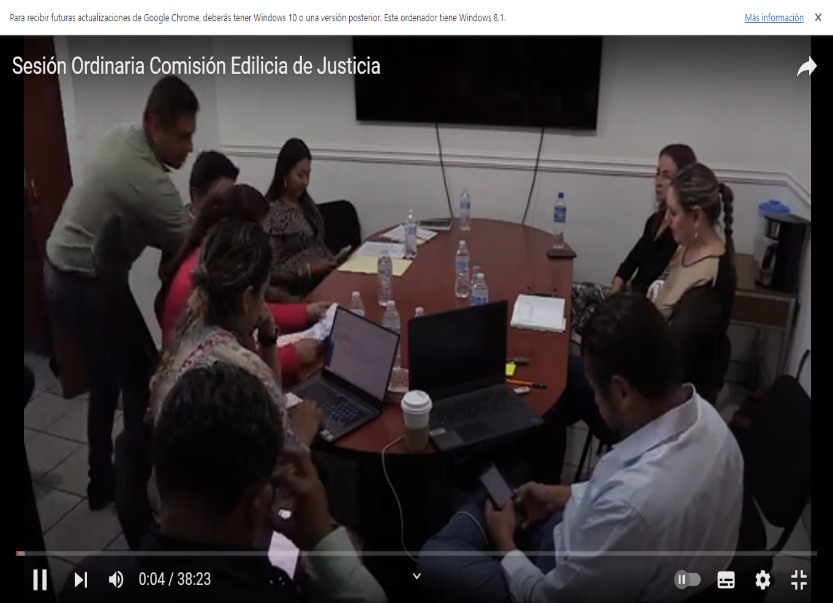 Para recibir futuras actualizaciones de Google Chrome, deberás tener Windows 10 o una versión posterior. Este ordenador tiene Windows 8.1. Más información X
Sesión Ordinaria Comisión Edilicia de Justicia
0:04 / 38:23